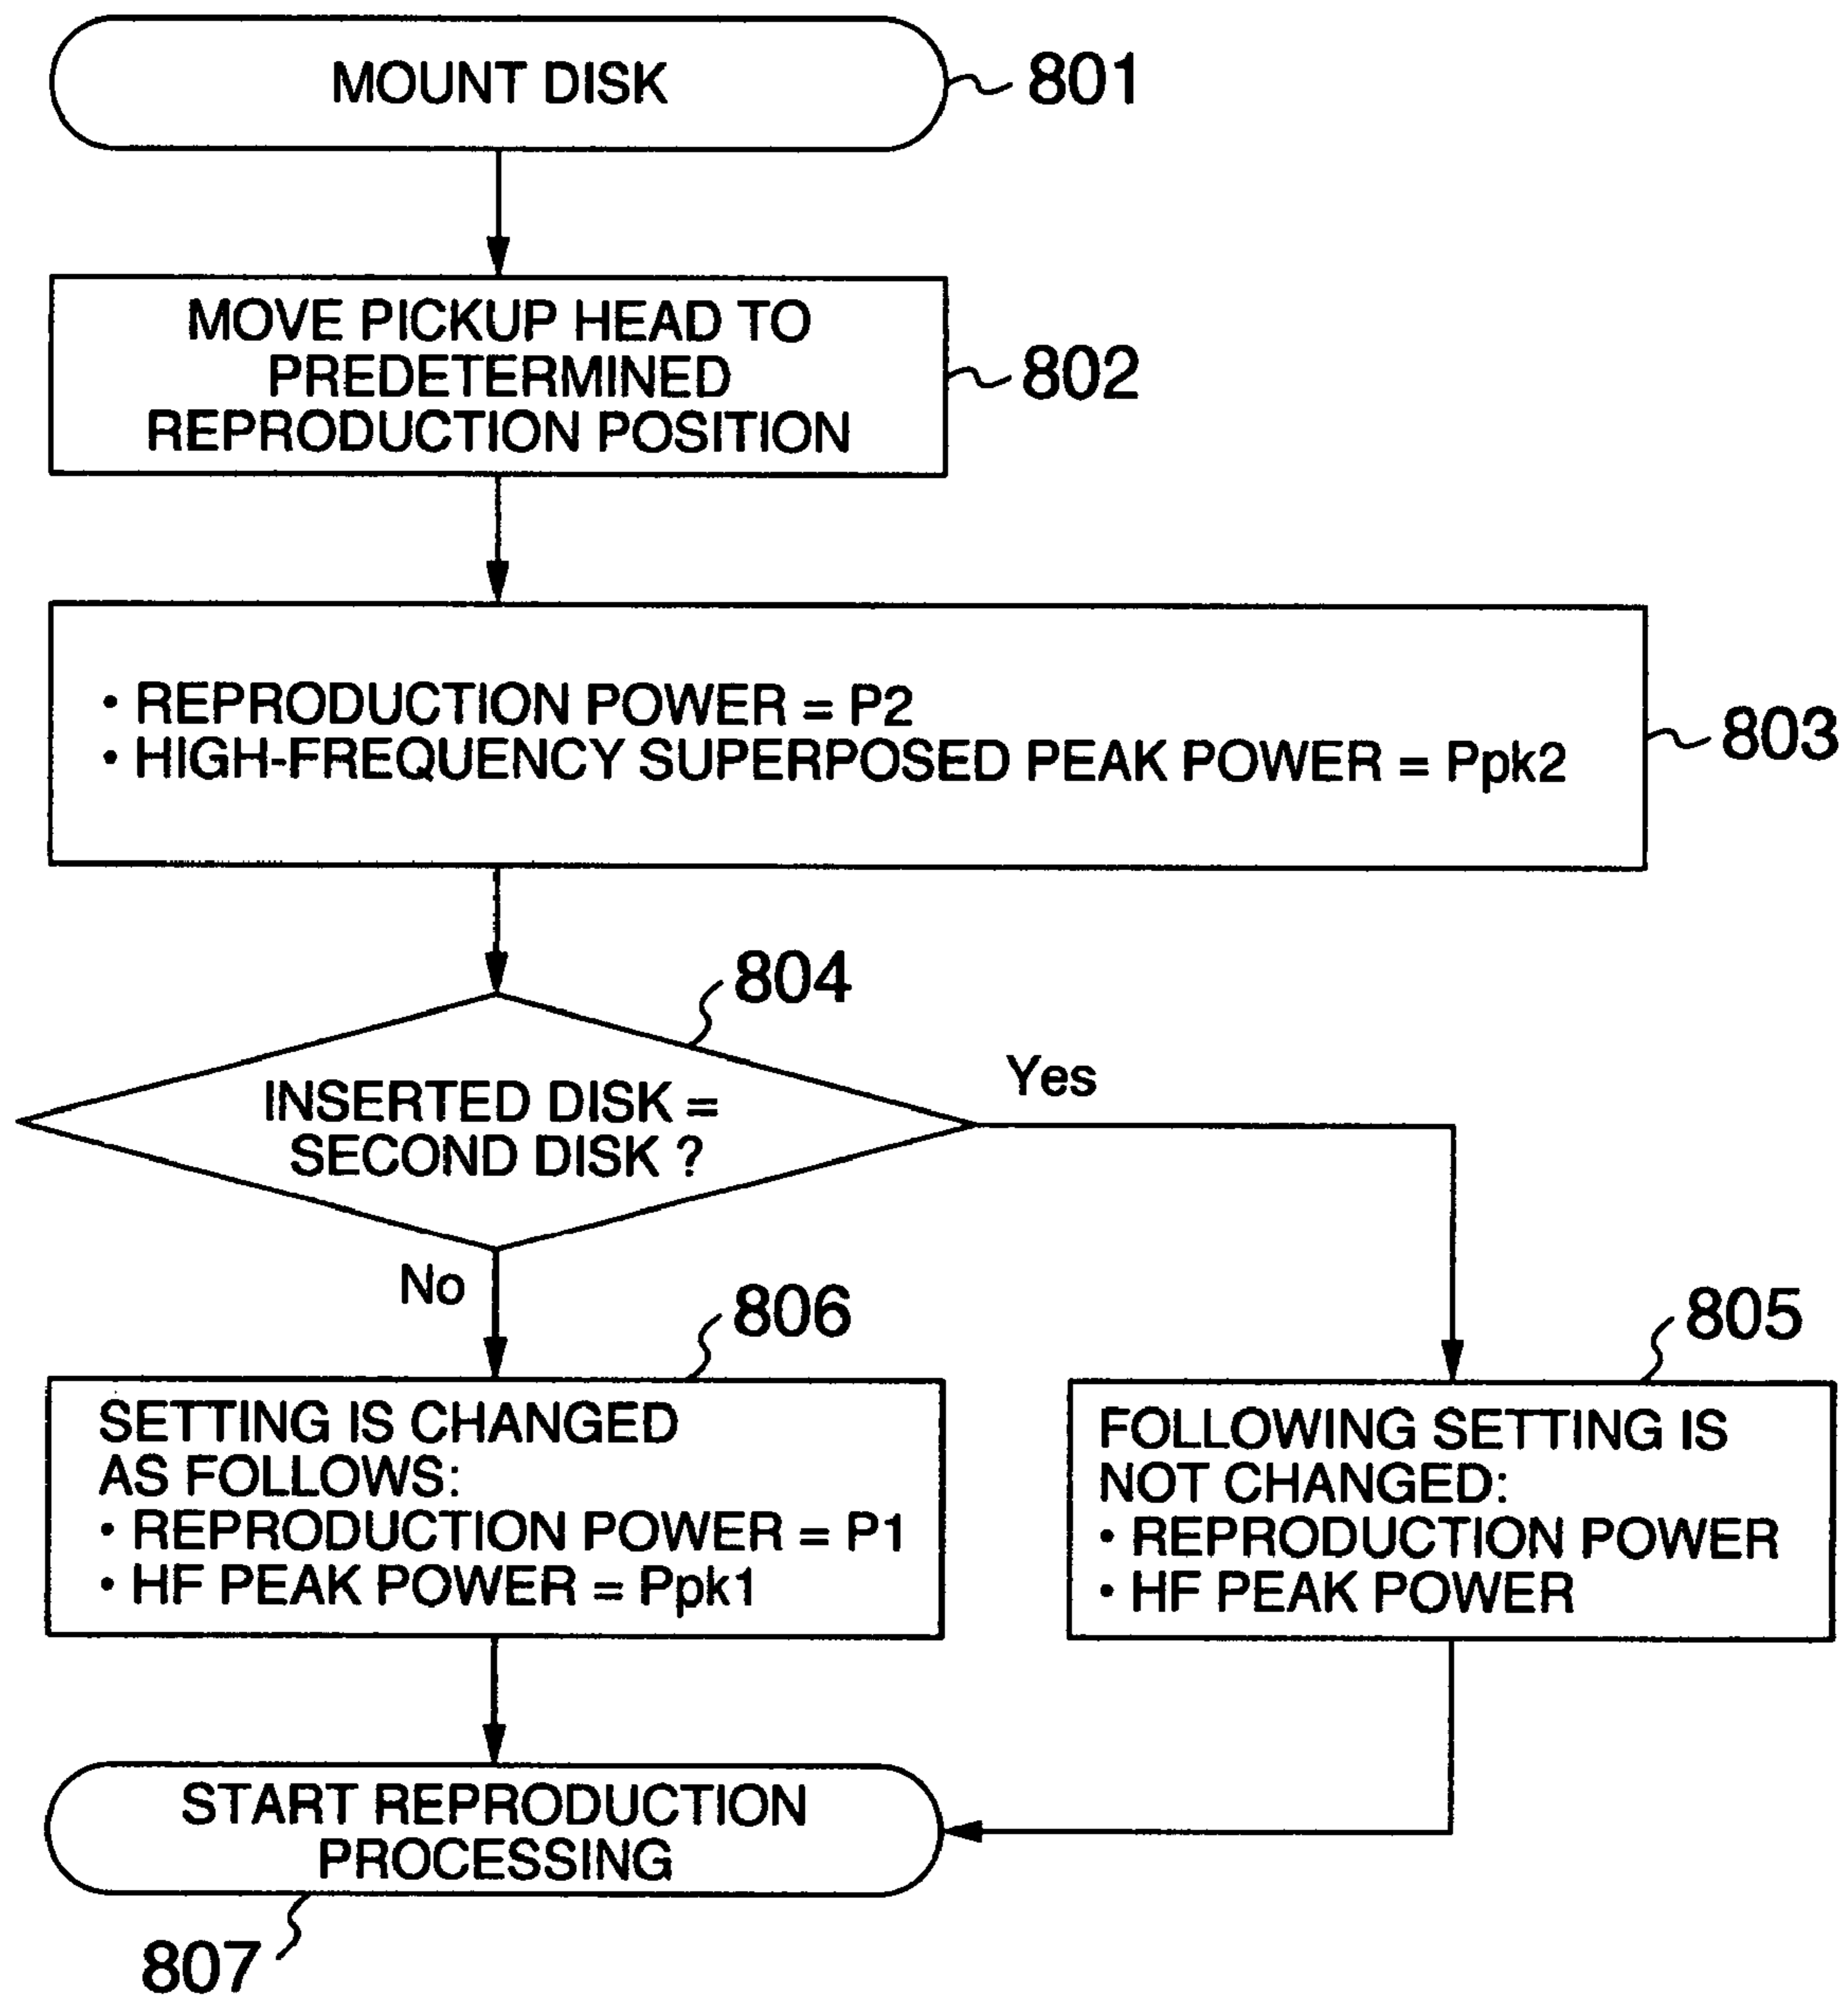 MOUNT DISK
801
MOVE PICKUP HEAD TO
PREDETERMINED
REPRODUCTION POSITION
802
• REPRODUCTION POWER = P2
• HIGH-FREQUENCY SUPERPOSED PEAK POWER = Ppk2
803
804
INSERTED DISK =
SECOND DISK ?
Yes
No
806
SETTING IS CHANGED
AS FOLLOWS:
• REPRODUCTION POWER = P1
• HF PEAK POWER = Ppk1
805
FOLLOWING SETTING IS
NOT CHANGED:
• REPRODUCTION POWER
• HF PEAK POWER
START REPRODUCTION
PROCESSING
807